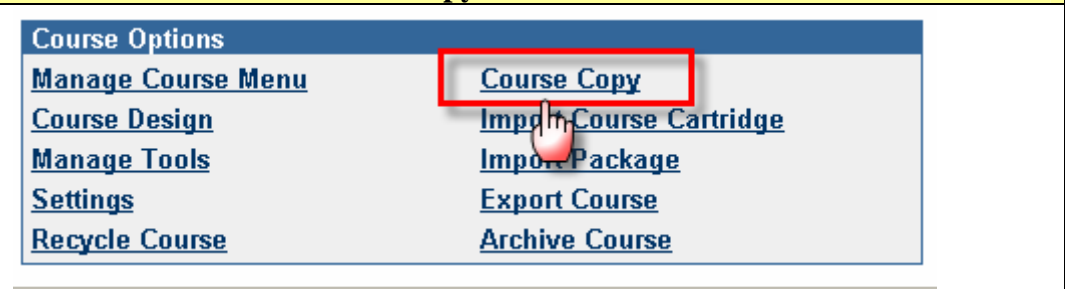 Course Options
Manage Course Menu Course Copy
Course Design Import Course Cartridge
Manage Tools Import Package
Settings Export Course
Recycle Course Archive Course